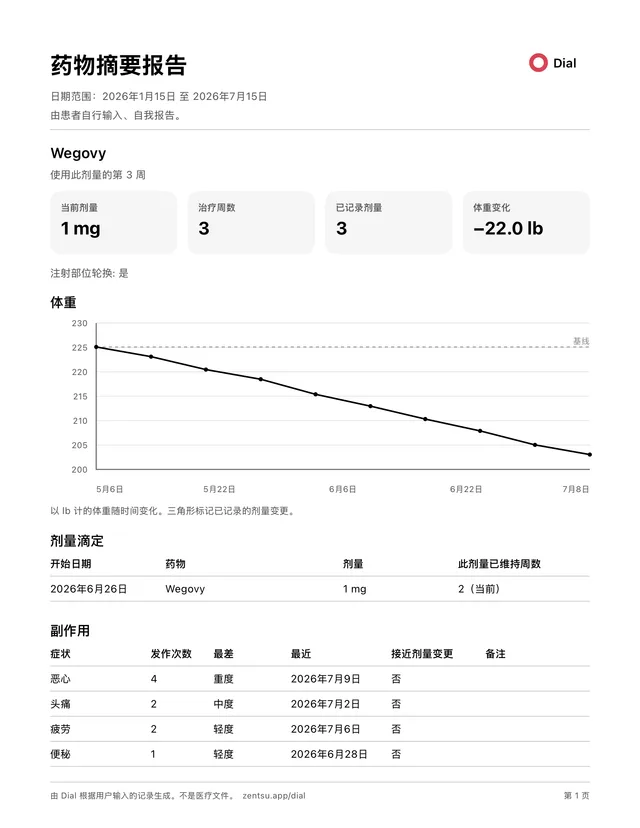 药物摘要报告
Dial
日期范围：2026年1月15日 至 2026年7月15日
由患者自行输入、自我报告。
Wegovy
使用此剂量的第 3 周
当前剂量 治疗周数 已记录剂量 体重变化
1 mg 3 3 −22.0 lb
注射部位轮换: 是
体重
230
225
基线
220
215
210
205
200
5月6日 5月22日 6月6日 6月22日 7月8日
以 lb 计的体重随时间变化。三角形标记已记录的剂量变更。
剂量滴定
开始日期 药物 剂量 此剂量已维持周数
2026年6月26日 Wegovy 1 mg 2（当前）
副作用
症状 发作次数 最差 最近 接近剂量变更 备注
恶心 4 重度 2026年7月9日 否
头痛 2 中度 2026年7月2日 否
疲劳 2 轻度 2026年7月6日 否
便秘 1 轻度 2026年6月28日 否
由 Dial 根据用户输入的记录生成。不是医疗文件。 zentsu.app/dial 第 1 页